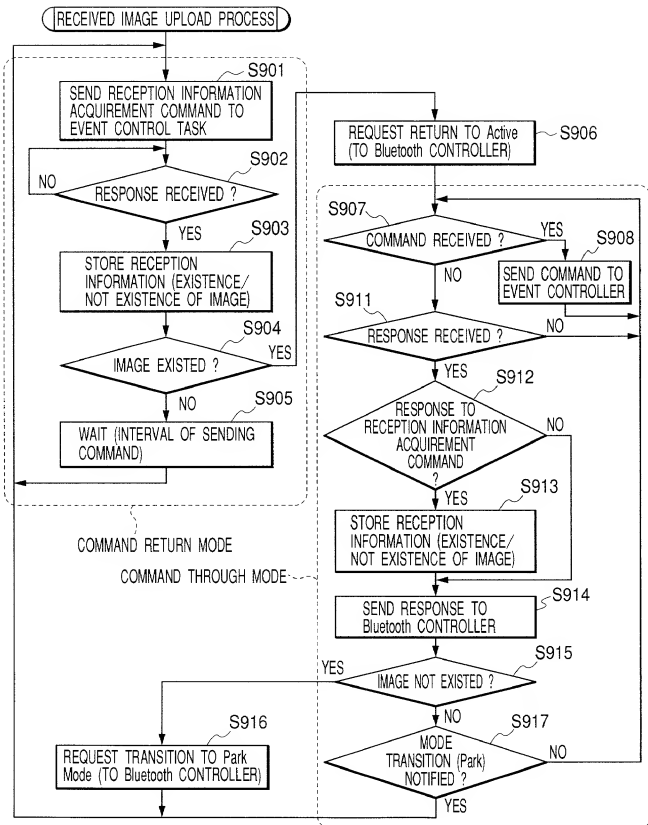 RECEIVED IMAGE UPLOAD PROCESS
S901
SEND RECEPTION INFORMATION
ACQUIREMENT COMMAND TO
EVENT CONTROL TASK
S902
NO
RESPONSE RECEIVED ?
YES
S903
STORE RECEPTION
INFORMATION (EXISTENCE/
NOT EXISTENCE OF IMAGE)
S904
IMAGE EXISTED ?
YES
NO
S905
WAIT (INTERVAL OF SENDING
COMMAND)
COMMAND RETURN MODE
COMMAND THROUGH MODE
REQUEST RETURN TO Active
(TO Bluetooth CONTROLLER)
S906
S907
COMMAND RECEIVED ?
YES
S908
SEND COMMAND TO
EVENT CONTROLLER
NO
S911
RESPONSE RECEIVED ?
NO
YES
S912
RESPONSE TO
RECEPTION INFORMATION
ACQUIREMENT
COMMAND
?
NO
YES
S913
STORE RECEPTION
INFORMATION (EXISTENCE/
NOT EXISTENCE OF IMAGE)
S914
SEND RESPONSE TO
Bluetooth CONTROLLER
S915
YES
IMAGE NOT EXISTED ?
NO
S916
REQUEST TRANSITION TO Park
Mode (TO Bluetooth CONTROLLER)
S917
MODE
TRANSITION (Park)
NOTIFIED ?
NO
YES